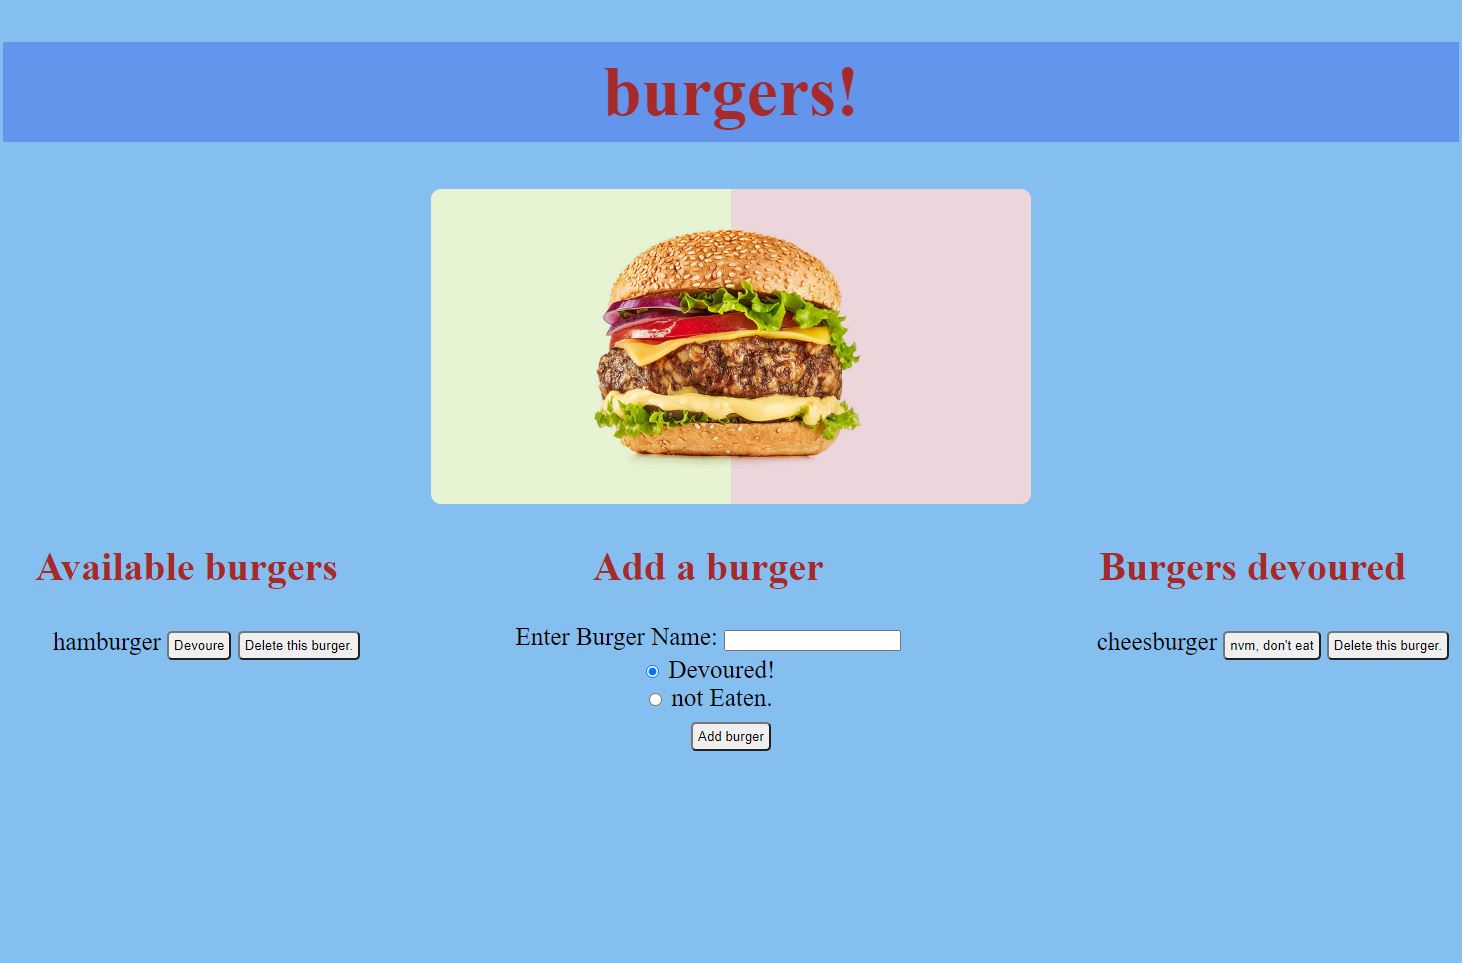 burgers!
Available burgers
hamburger Devoure Delete this burger.
Add a burger
Enter Burger Name:
Devoured!
not Eaten.
Add burger
Burgers devoured
cheesburger nvm, don't eat Delete this burger.